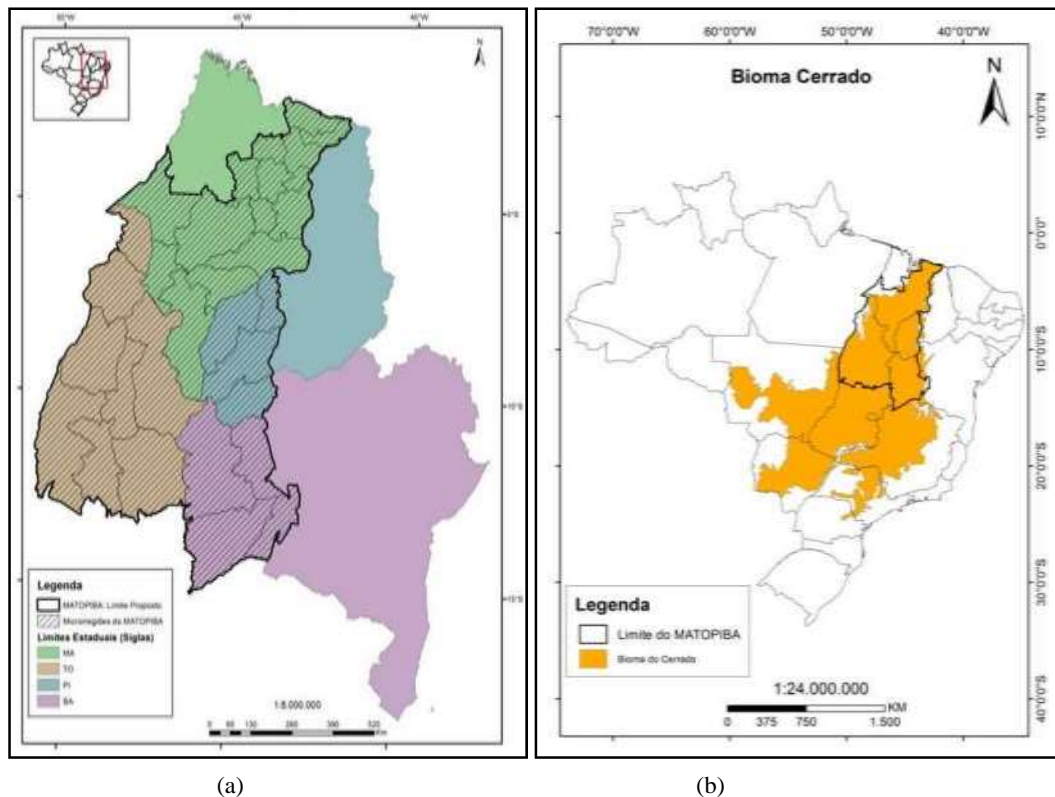 N
Legenda
MATOPIBA. Limite Proposto
Microrregiões do MATOPIBA
Limites Estaduais (Siglas)
MA
TO
PI
BA
1:8.000.000
520
Km
(a)
70°0'0"W 60°0'0"W 50°0'0"W 40°0'0"W
Bioma Cerrado
N
10°0'0"N
0°0'0"
10°0'0"S
20°0'0"S
30°0'0"S
40°0'0"S
Legenda
Limite do MATOPIBA
Bioma do Cerrado
1:24.000.000
KM
0 375 750 1.500
(b)